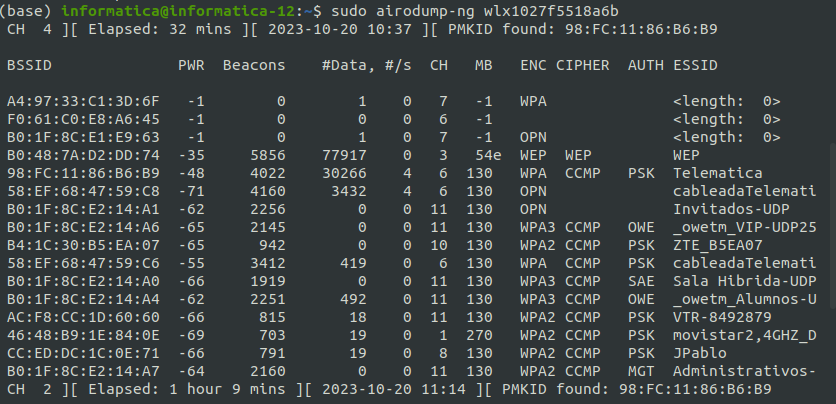 (base) informatica@informatica-12:~$ sudo airodump-ng wlx1027f5518a6b
CH  4 ][ Elapsed: 32 mins ][ 2023-10-20 10:37 ][ PMKID found: 98:FC:11:86:B6:B9
BSSID              PWR  Beacons    #Data, #/s  CH   MB   ENC CIPHER  AUTH ESSID
A4:97:33:C1:3D:6F   -1        0        1    0   7   -1   WPA              <length:  0>
F0:61:C0:E8:A6:45   -1        0        0    0   6   -1                    <length:  0>
B0:1F:8C:E1:E9:63   -1        0        1    0   7   -1   OPN              <length:  0>
B0:48:7A:D2:DD:74  -35     5856    77917    0   3   54e  WEP  WEP         WEP
98:FC:11:86:B6:B9  -48     4022    30266    4   6  130   WPA  CCMP   PSK  Telematica
58:EF:68:47:59:C8  -71     4160     3432    4   6  130   OPN              cableadaTelemati
B0:1F:8C:E2:14:A1  -62     2256        0    0  11  130   OPN              Invitados-UDP
B0:1F:8C:E2:14:A6  -65     2145        0    0  11  130   WPA3 CCMP   OWE  _owetm_VIP-UDP25
B4:1C:30:B5:EA:07  -65      942        0    0  10  130   WPA2 CCMP   PSK  ZTE_B5EA07
58:EF:68:47:59:C6  -55     3412      419    0   6  130   WPA  CCMP   PSK  cableadaTelemati
B0:1F:8C:E2:14:A0  -66     1919        0    0  11  130   WPA3 CCMP   SAE  Sala Hibrida-UDP
B0:1F:8C:E2:14:A4  -62     2251      492    0  11  130   WPA3 CCMP   OWE  _owetm_Alumnos-U
AC:F8:CC:1D:60:60  -66      815       18    0  11  130   WPA2 CCMP   PSK  VTR-8492879
46:48:B9:1E:84:0E  -69      703       19    0   1  270   WPA2 CCMP   PSK  movistar2,4GHZ_D
CC:ED:DC:1C:0E:71  -66      791       19    0   8  130   WPA2 CCMP   PSK  JPablo
B0:1F:8C:E2:14:A7  -64     2160        0    0  11  130   WPA2 CCMP   MGT  Administrativos-
CH  2 ][ Elapsed: 1 hour 9 mins ][ 2023-10-20 11:14 ][ PMKID found: 98:FC:11:86:B6:B9